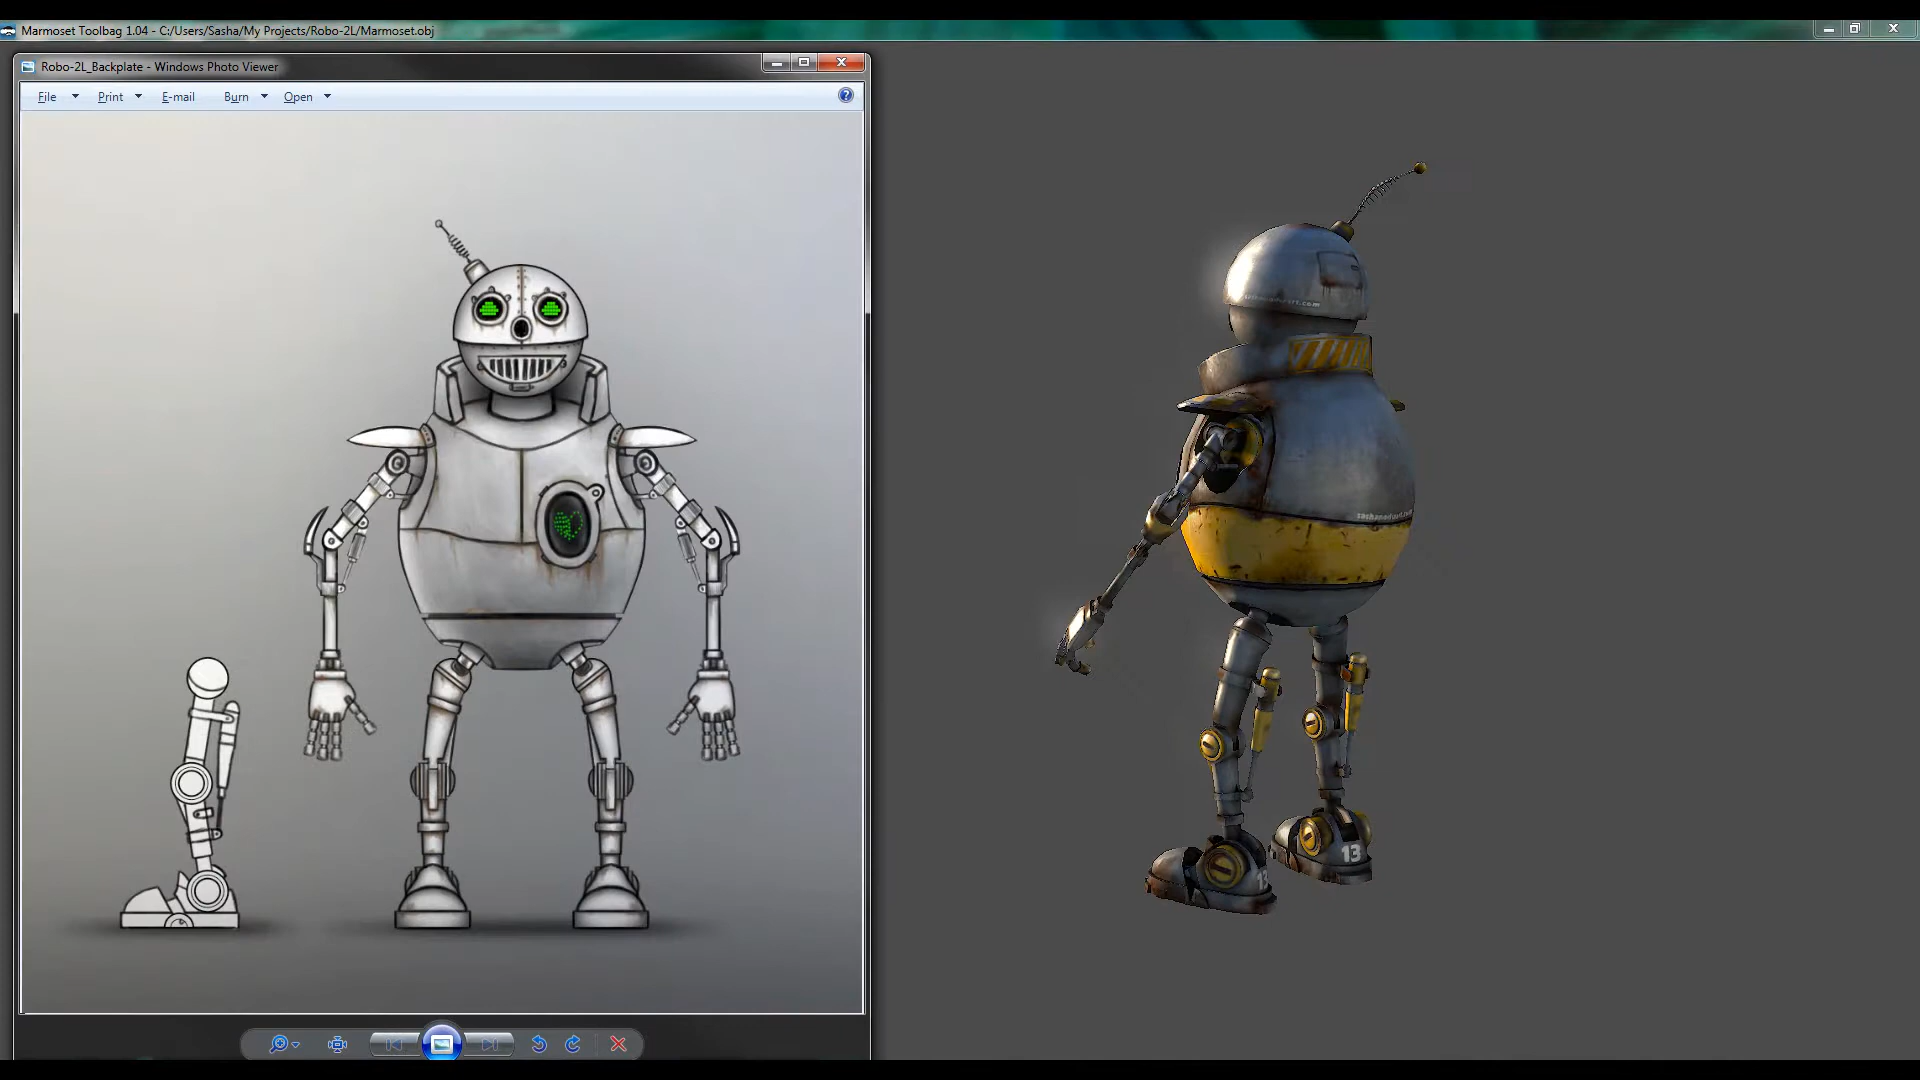 Marmoset Toolbag 1.04 - C:/Users/Sasha/My Projects/Robo-2L/Marmoset.obj
Robo-2L_Backplate - Windows Photo Viewer
File Print E-mail Burn Open
13
13